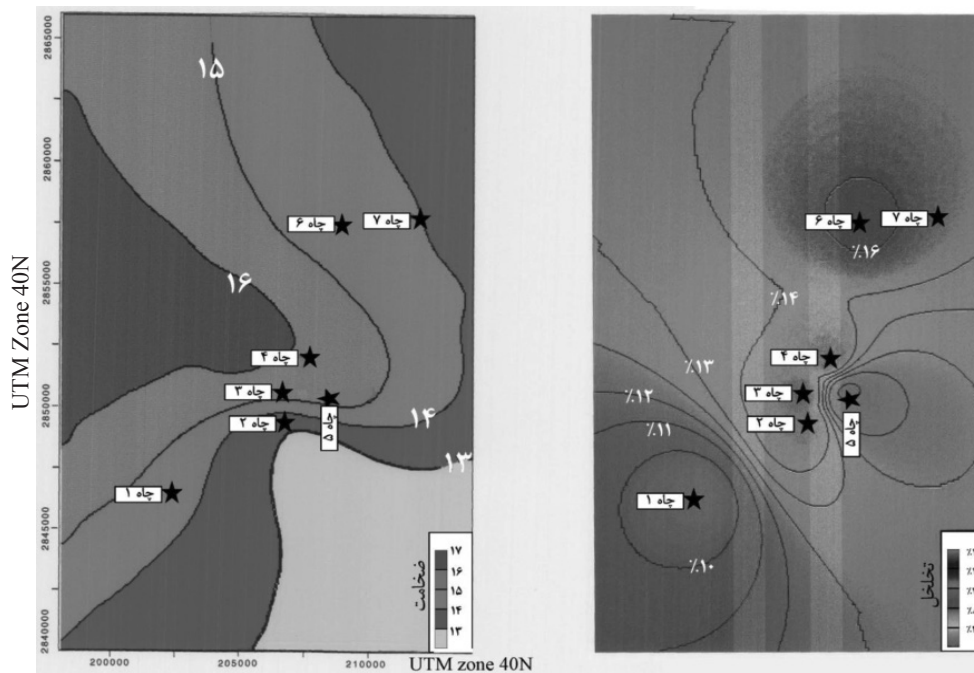 2865000
2860000
2855000
2850000
2845000
2840000
UTM Zone 40N
200000
205000
210000
UTM zone 40N
۱۵
۱۶
۱۴
۱۳
چاه ۶
چاه ۷
چاه ۴
چاه ۳
چاه ۲
چاه ۵
چاه ۱
ضخامت
۱۷
۱۶
۱۵
۱۴
۱۳
چاه ۶
چاه ۷
٪۱۶
٪۱۴
٪۱۳
٪۱۲
٪۱۱
٪۱۰
چاه ۴
چاه ۳
چاه ۲
چاه ۵
چاه ۱
تخلخل